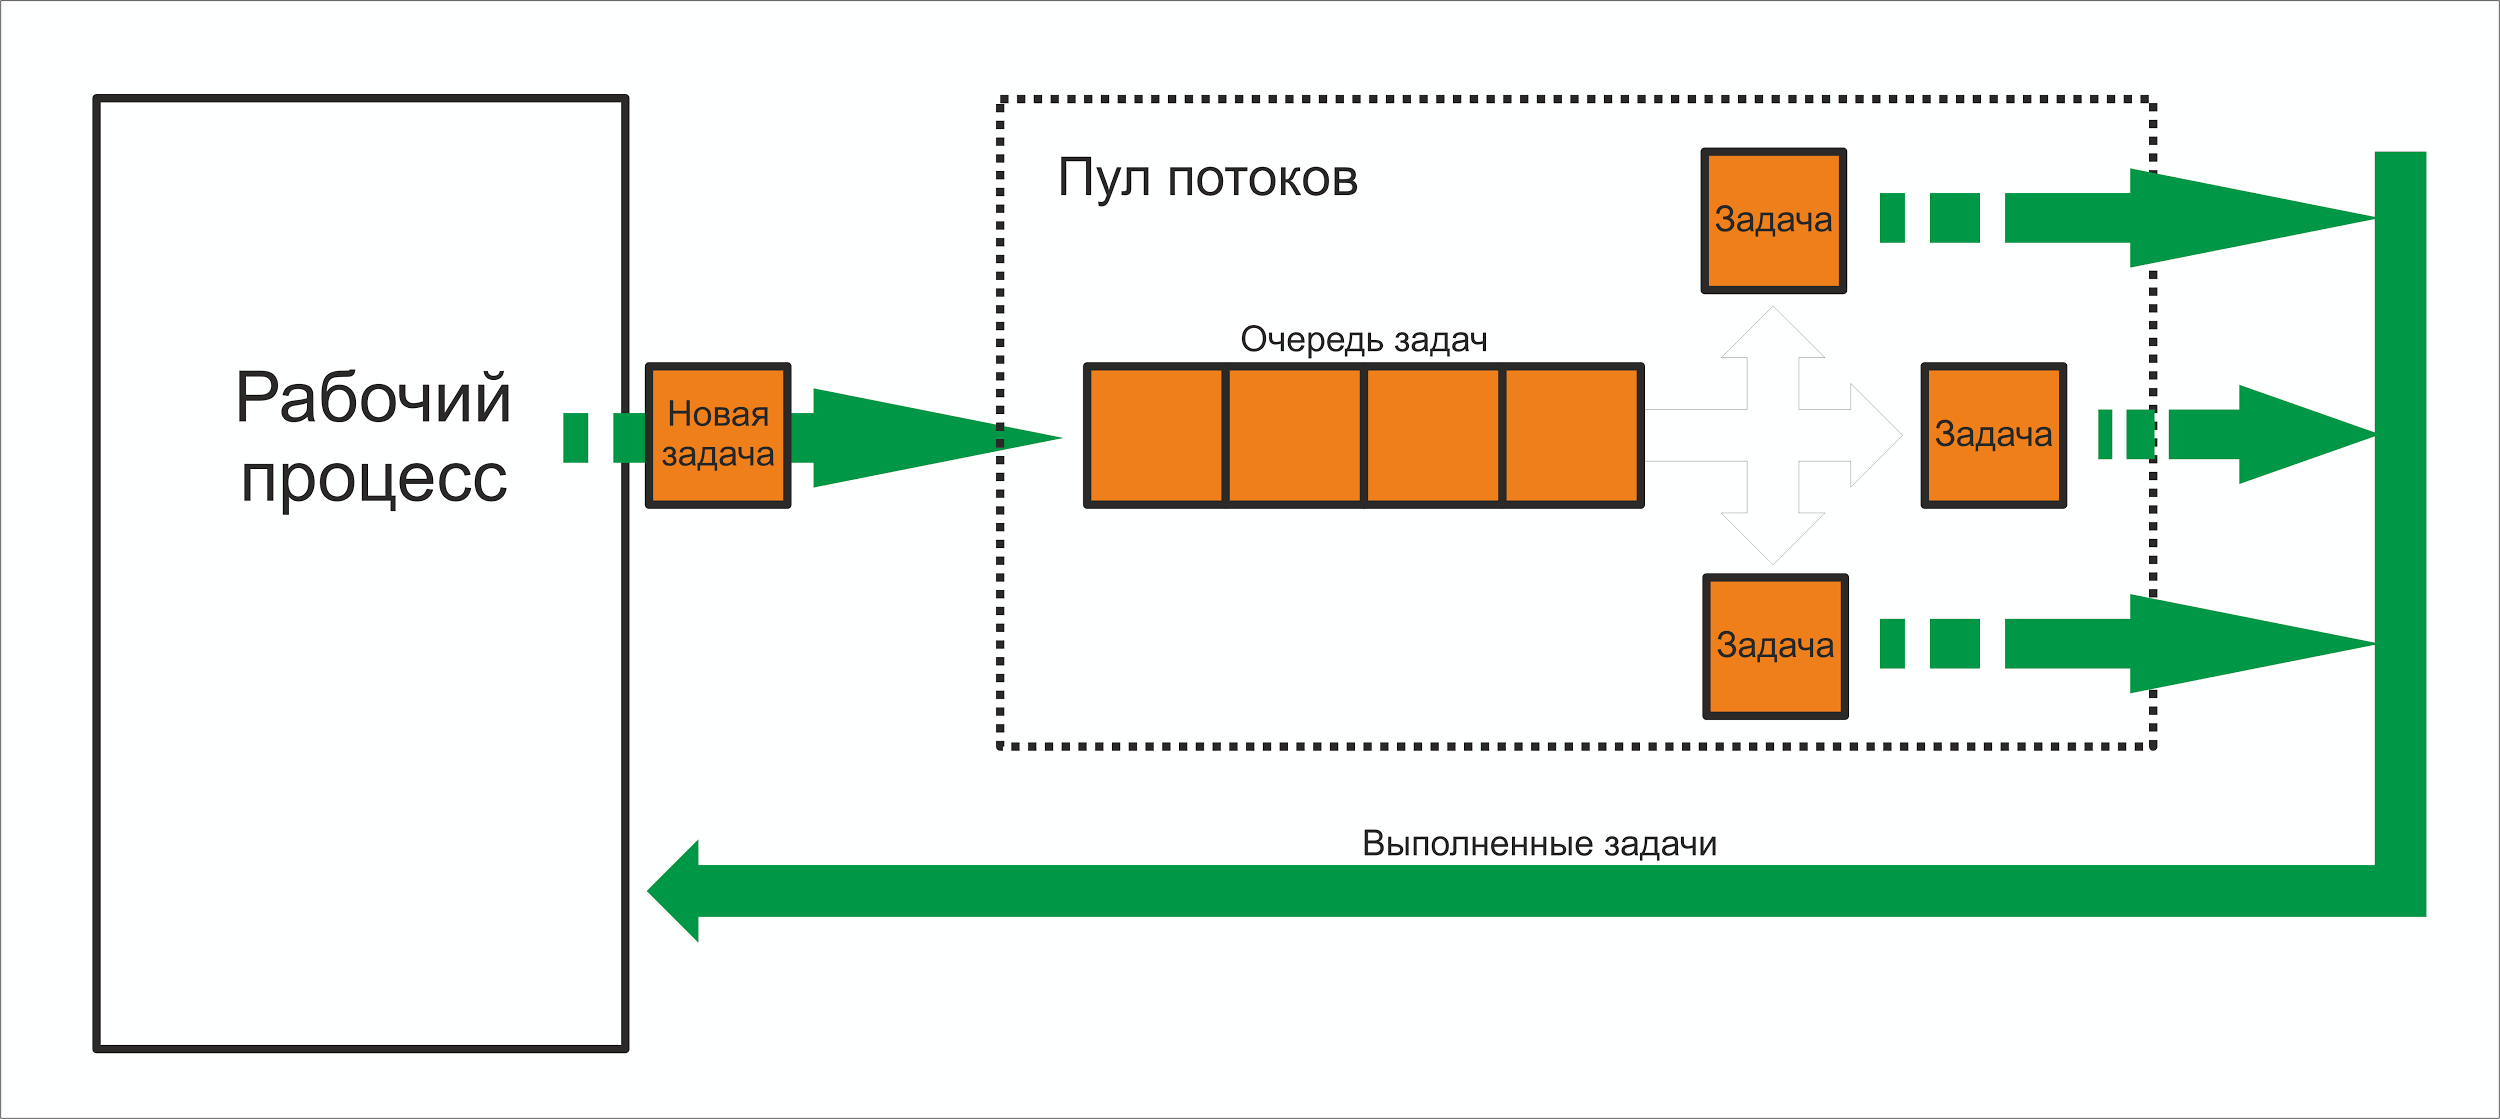 Рабочий
процесс
Новая
задача
Пул потоков
Очередь задач
Задача
Задача
Задача
Выполненные задачи